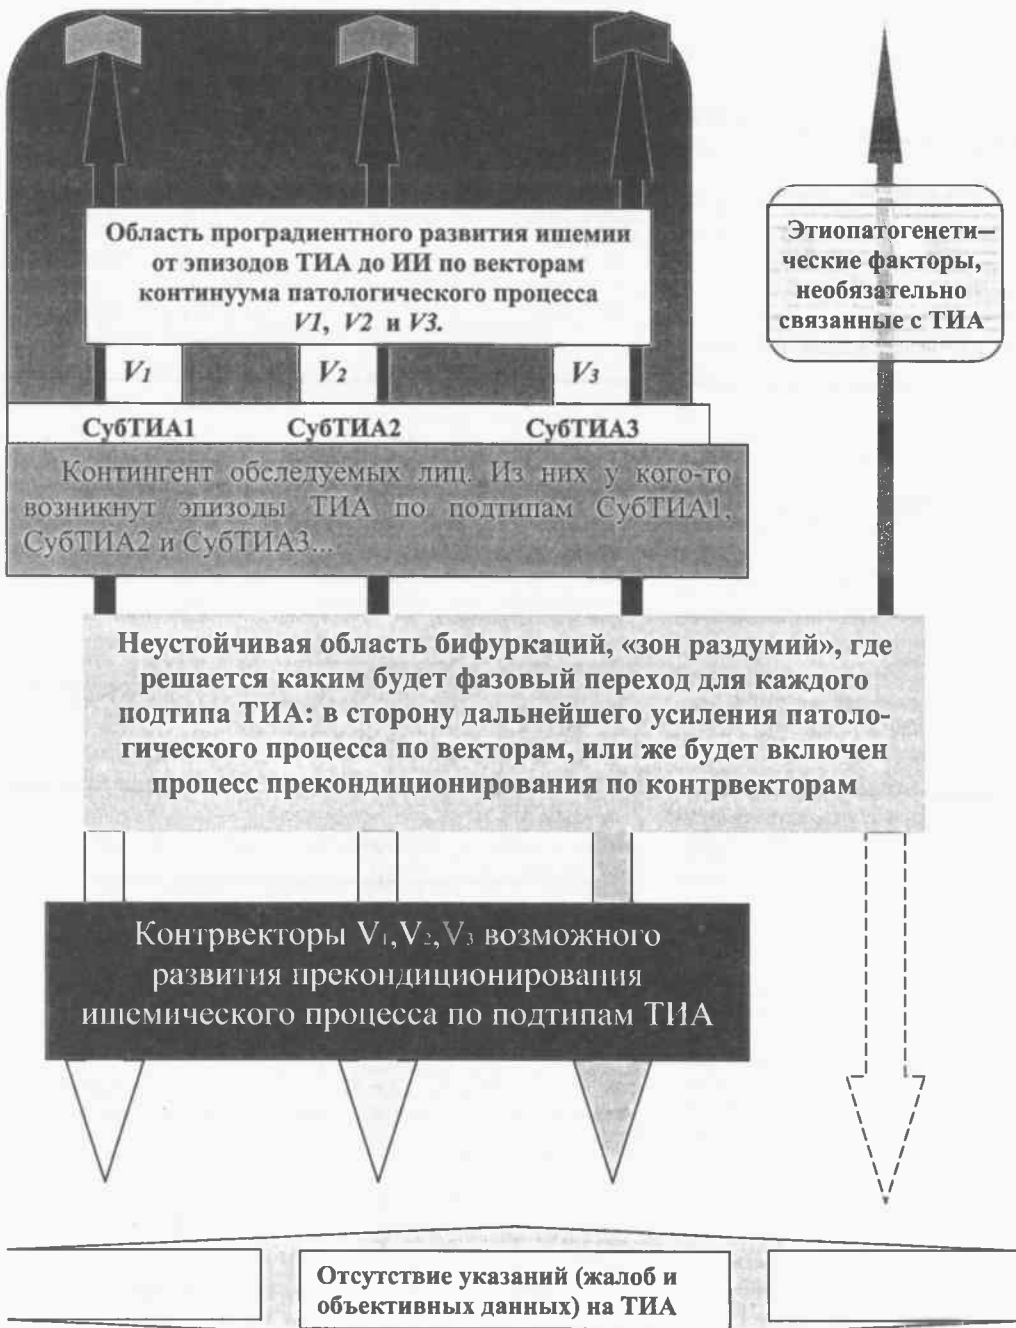 Область проградиентного развития ишемии
от эпизодов ТИА до ИИ по векторам
континуума патологического процесса
V1, V2 и V3.
Этиопатогенети–
ческие факторы,
необязательно
связанные с ТИА
V1 V2 V3
СубТИА1 СубТИА2 СубТИА3
Контингент обследуемых лиц. Из них у кого-то
возникнут эпизоды ТИА по подтипам СубТИА1,
СубТИА2 и СубТИА3...
Неустойчивая область бифуркаций, «зон раздумий», где
решается каким будет фазовый переход для каждого
подтипа ТИА: в сторону дальнейшего усиления патоло-
гического процесса по векторам, или же будет включен
процесс прекондиционирования по контрвекторам
Контрвекторы V1,V2,V3 возможного
развития прекондиционирования
ишемического процесса по подтипам ТИА
Отсутствие указаний (жалоб и
объективных данных) на ТИА